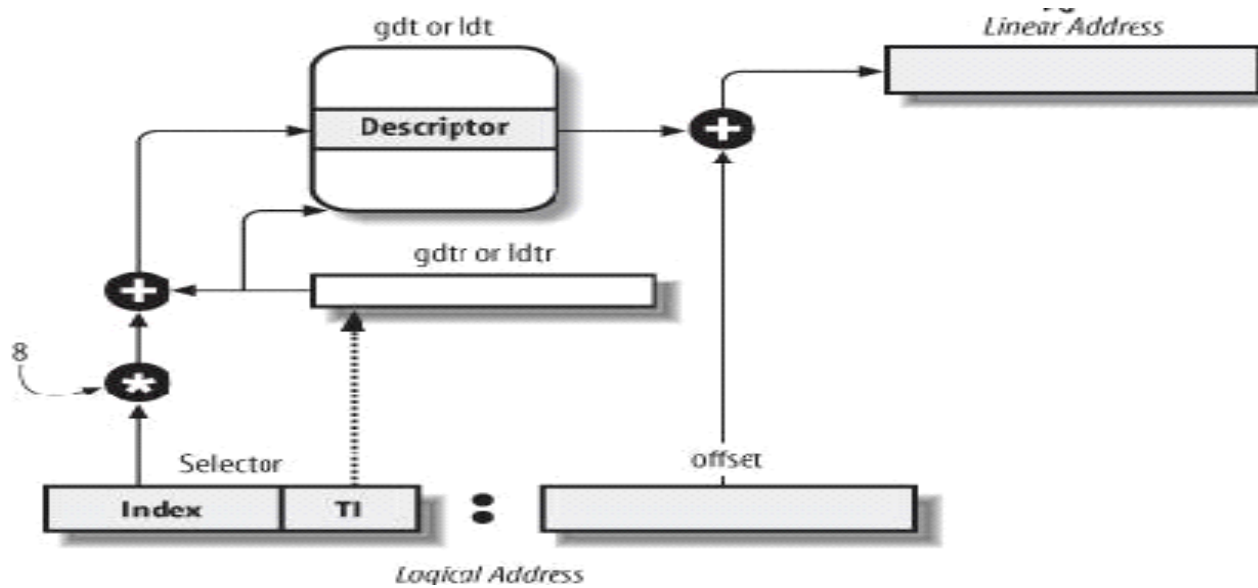 gdt or ldt
Linear Address
Descriptor
gdtr or ldtr
8
Selector
offset
Index
TI
:
Logical Address